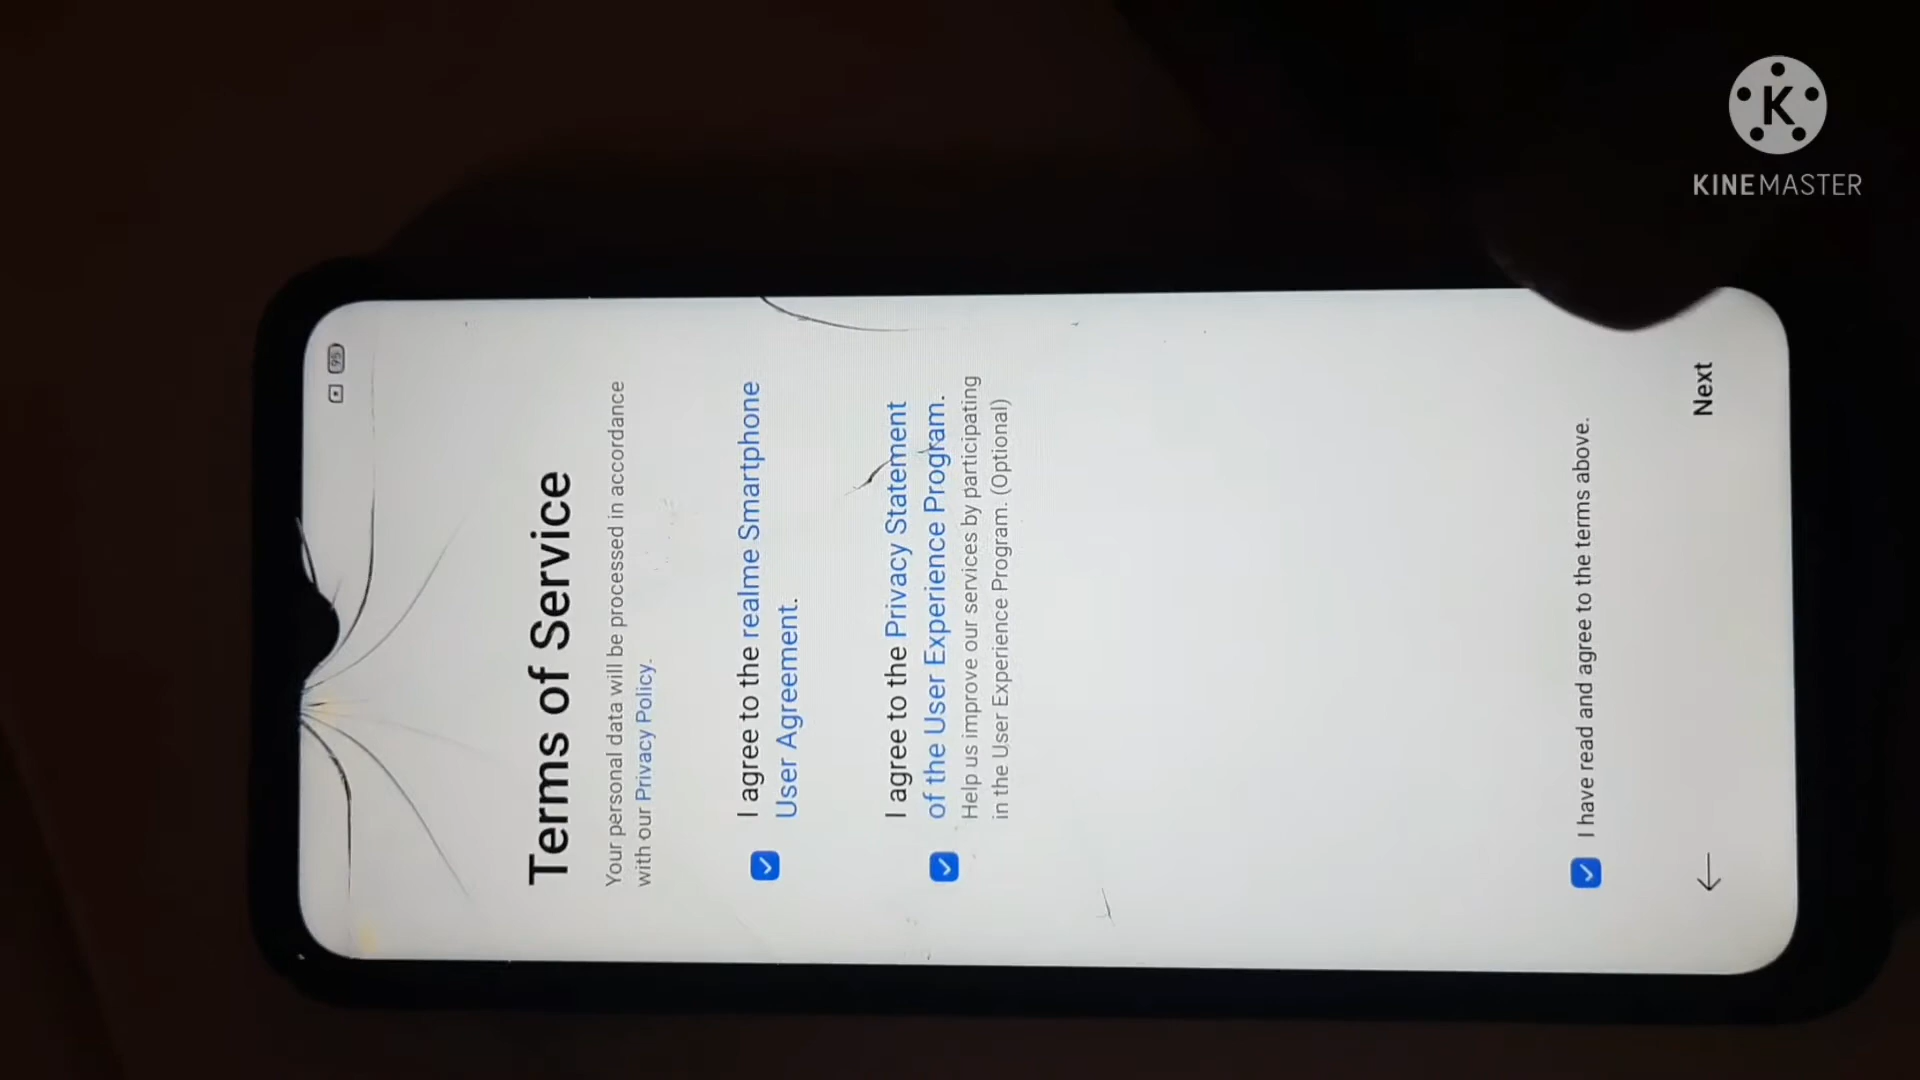 K
KINEMASTER
95
Terms of Service
Your personal data will be processed in accordance
with our Privacy Policy.
I agree to the realme Smartphone
User Agreement.
I agree to the Privacy Statement
of the User Experience Program.
Help us improve our services by participating
in the User Experience Program. (Optional)
I have read and agree to the terms above.
Next